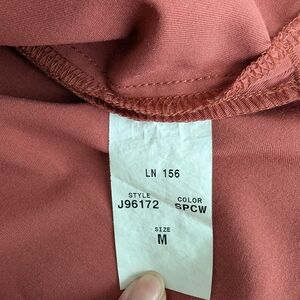 LN 156
STYLE COLOR
J96172 SPCW
SIZE
M